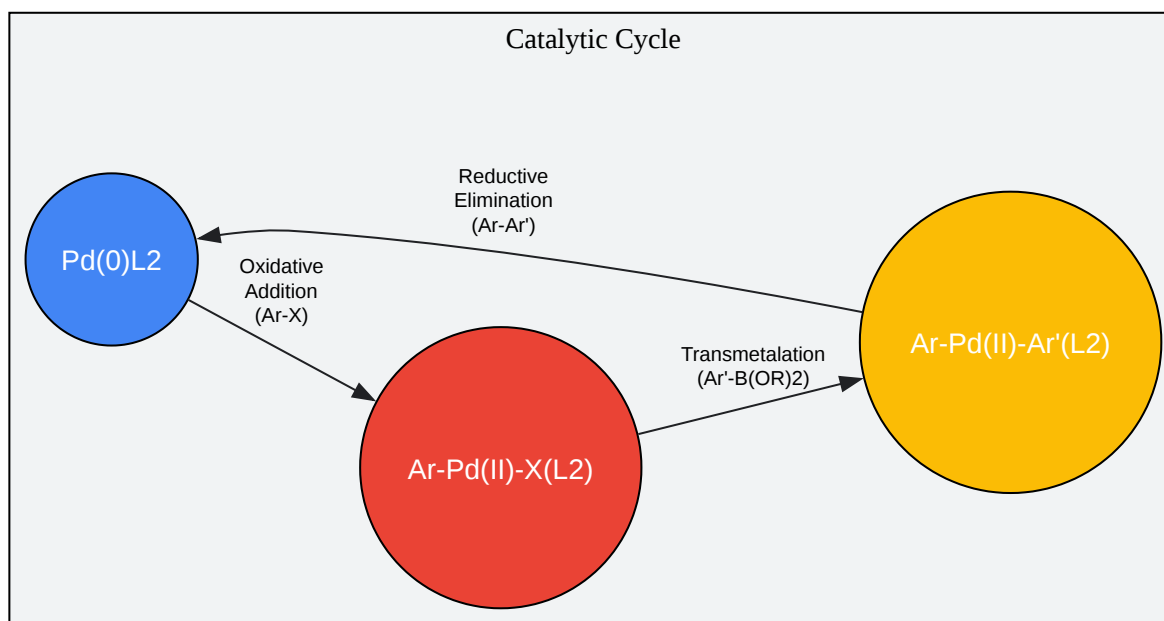 Catalytic Cycle
Reductive
Elimination
(Ar-Ar')
Pd(0)L2
Oxidative
Addition
(Ar-X)
Ar-Pd(II)-Ar'(L2)
Transmetalation
(Ar'-B(OR)2)
Ar-Pd(II)-X(L2)